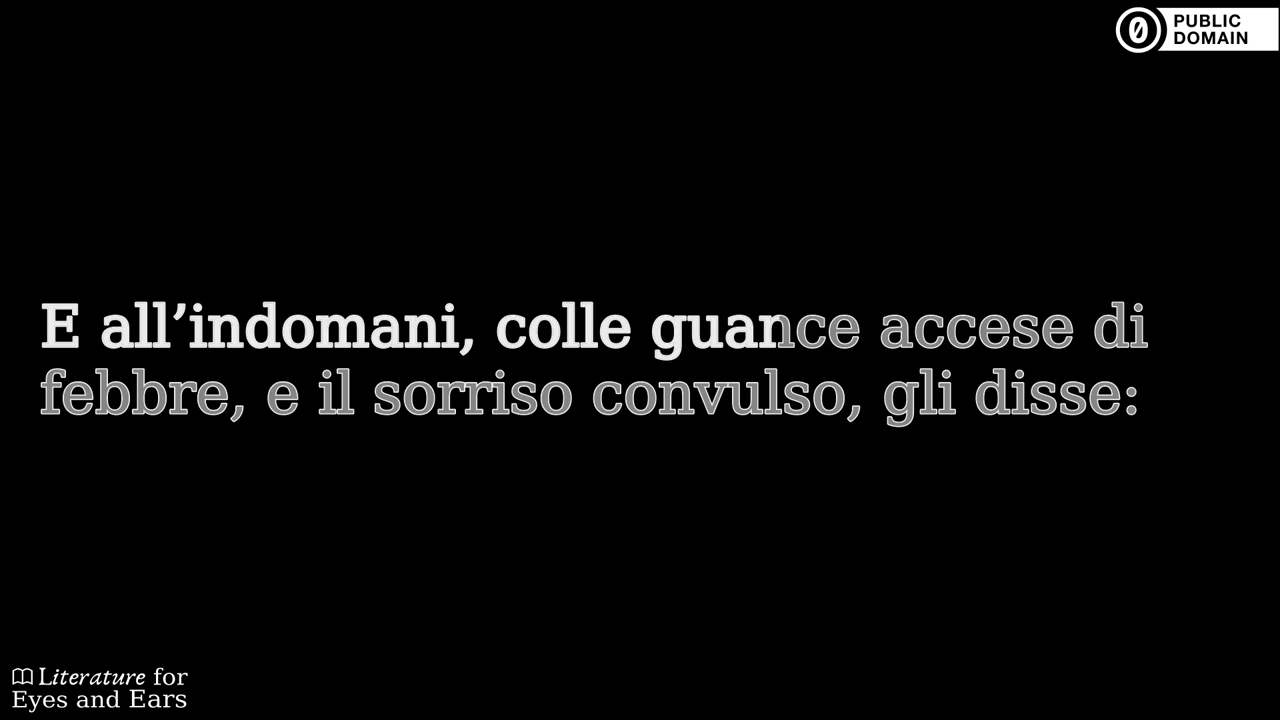 PUBLIC
DOMAIN
E all’indomani, colle guance accese di
febbre, e il sorriso convulso, gli disse:
Literature for
Eyes and Ears